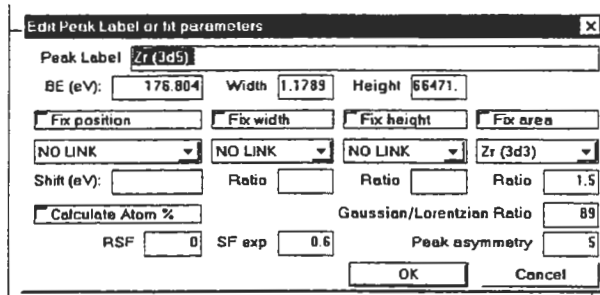 Edit Peak Label or fit parameters
Peak Label Zr (3d5)
BE (eV): 176.804 Width 1.1789 Height 66471.
Fix position Fix width Fix height Fix area
NO LINK NO LINK NO LINK Zr (3d3)
Shift (eV): Ratio Ratio Ratio 1.5
Calculate Atom % Gaussian/Lorentzian Ratio 89
RSF 0 SF exp 0.6 Peak asymmetry 5
OK Cancel